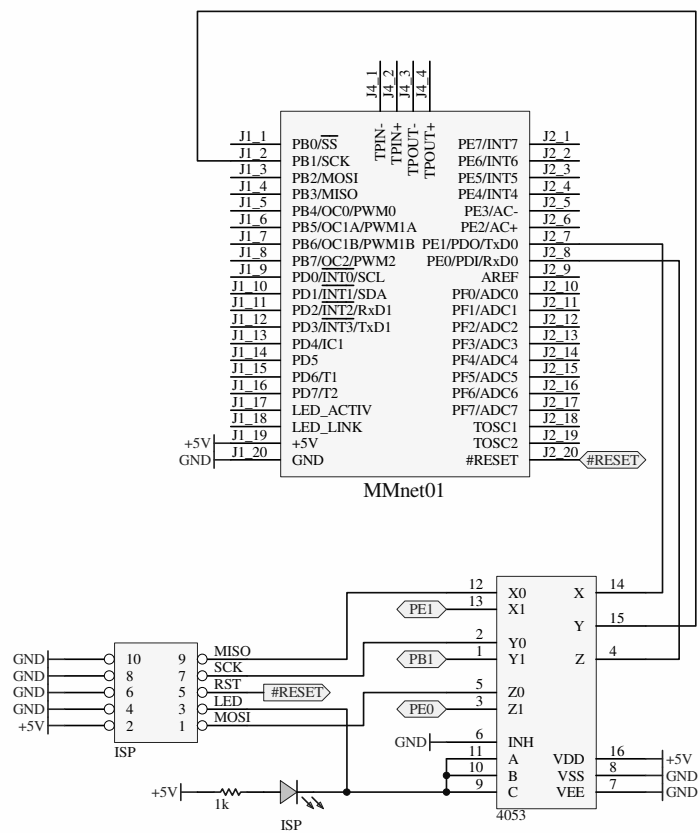 J4_1 J4_2 J4_3 J4_4
TPIN- TPIN+ TPOUT- TPOUT+
J1_1 PB0/SS PE7/INT7 J2_1
J1_2 PB1/SCK PE6/INT6 J2_2
J1_3 PB2/MOSI PE5/INT5 J2_3
J1_4 PB3/MISO PE4/INT4 J2_4
J1_5 PB4/OC0/PWM0 PE3/AC- J2_5
J1_6 PB5/OC1A/PWM1A PE2/AC+ J2_6
J1_7 PB6/OC1B/PWM1B PE1/PDO/TxD0 J2_7
J1_8 PB7/OC2/PWM2 PE0/PDI/RxD0 J2_8
J1_9 PD0/INT0/SCL AREF J2_9
J1_10 PD1/INT1/SDA PF0/ADC0 J2_10
J1_11 PD2/INT2/RxD1 PF1/ADC1 J2_11
J1_12 PD3/INT3/TxD1 PF2/ADC2 J2_12
J1_13 PD4/IC1 PF3/ADC3 J2_13
J1_14 PD5 PF4/ADC4 J2_14
J1_15 PD6/T1 PF5/ADC5 J2_15
J1_16 PD7/T2 PF6/ADC6 J2_16
J1_17 LED_ACTIV PF7/ADC7 J2_17
J1_18 LED_LINK TOSC1 J2_18
+5V J1_19 +5V TOSC2 J2_19
GND J1_20 GND #RESET J2_20 #RESET
MMnet01
12 X0 X 14
PE1 13 X1
Y 15
2 Y0
PB1 1 Y1 Z 4
GND 10 9 MISO
GND 8 7 SCK
GND 6 5 RST #RESET
GND 4 3 LED
+5V 2 1 MOSI
ISP
5 Z0
PE0 3 Z1
GND 6 INH
11 A VDD 16 +5V
10 B VSS 8 GND
9 C VEE 7 GND
4053
+5V 1k
ISP